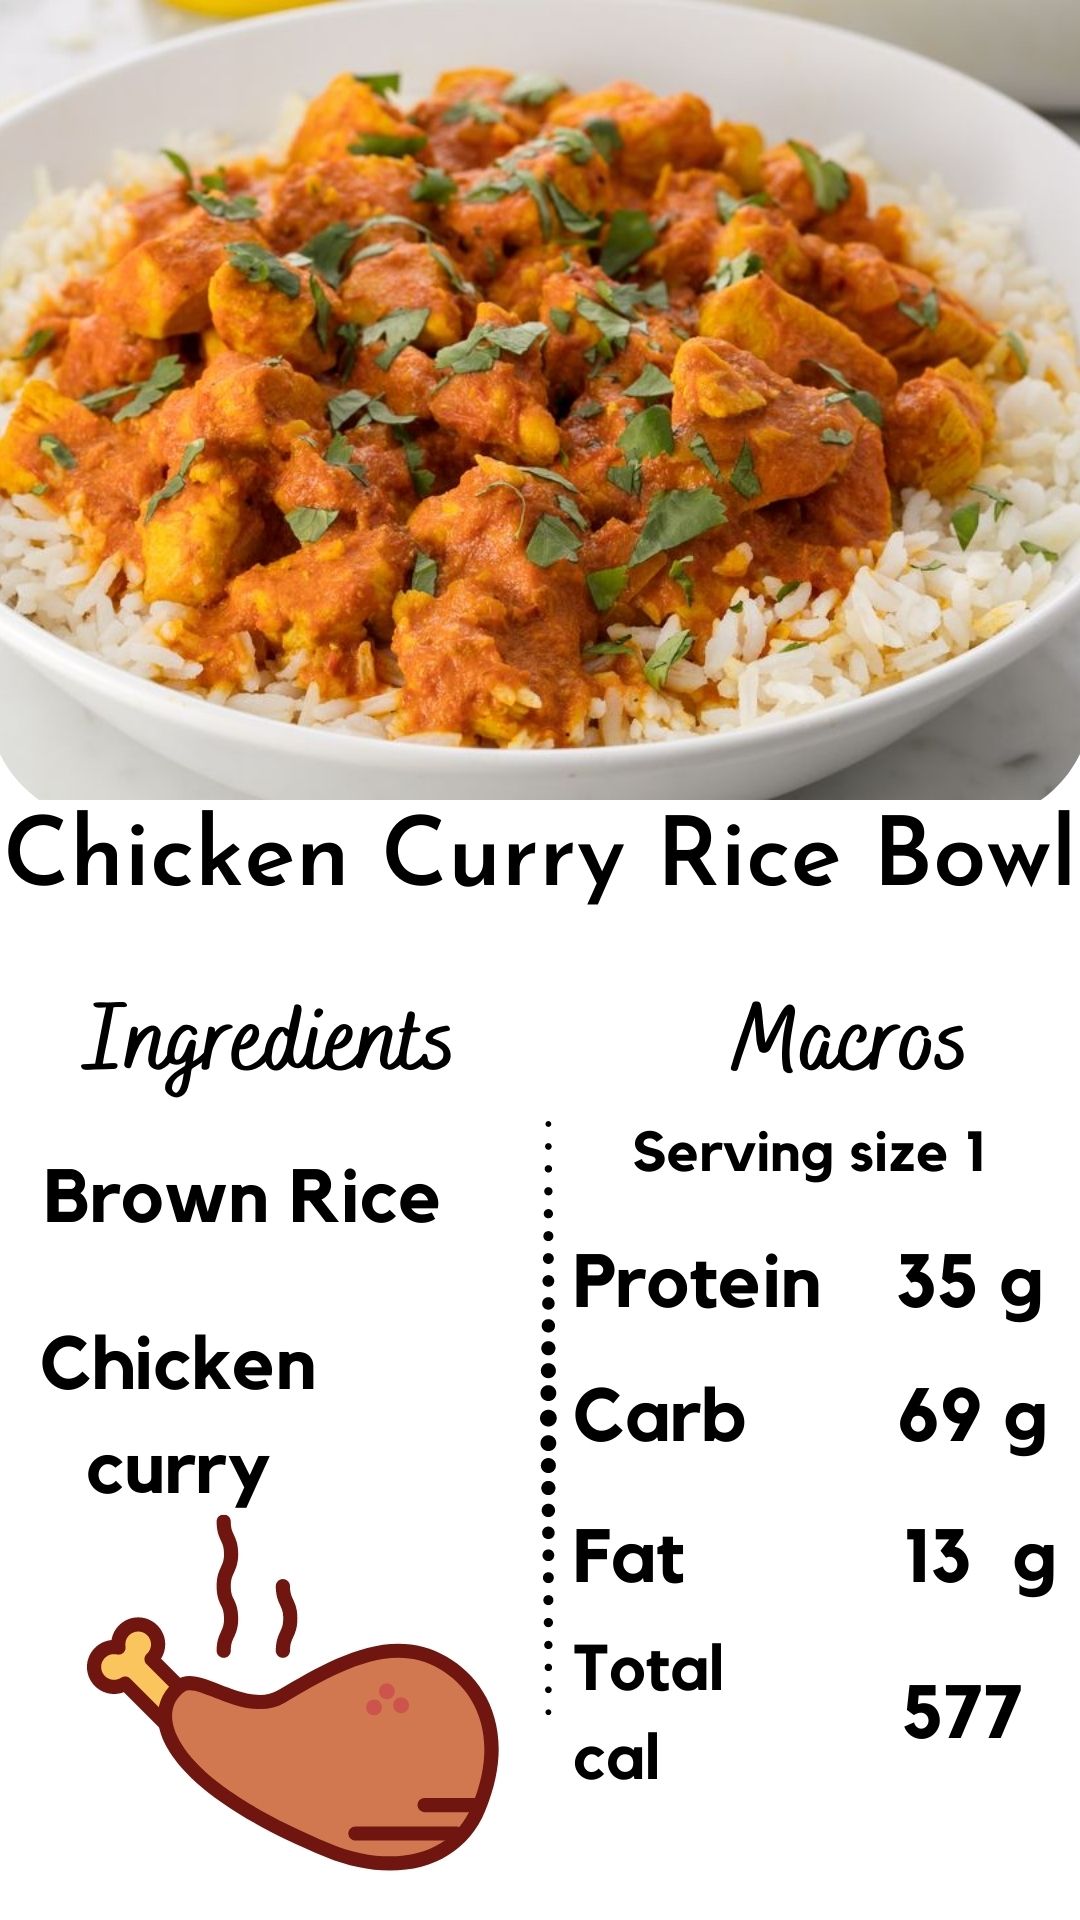 Chicken Curry Rice Bowl
Ingredients
Brown Rice
Chicken
curry
Macros
Serving size 1
Protein 35 g
Carb 69 g
Fat 13 g
Total
cal 577